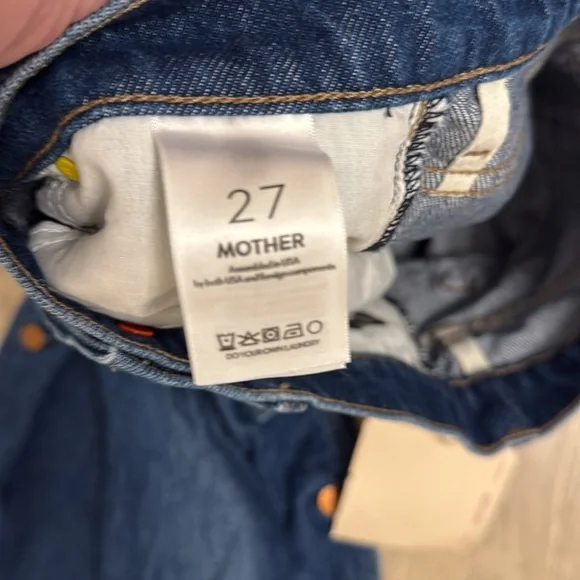 27
MOTHER
Assembled in USA
by both USA and foreign components
DO YOUR OWN LAUNDRY